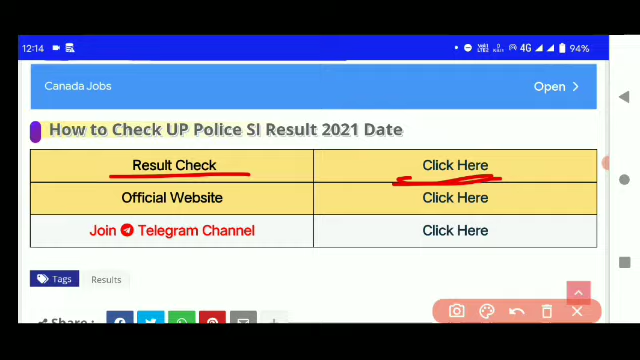 12:14
4G 94%
Canada Jobs Open
How to Check UP Police SI Result 2021 Date
Result Check Click Here
Official Website Click Here
Join Telegram Channel Click Here
Tags Results
Share :